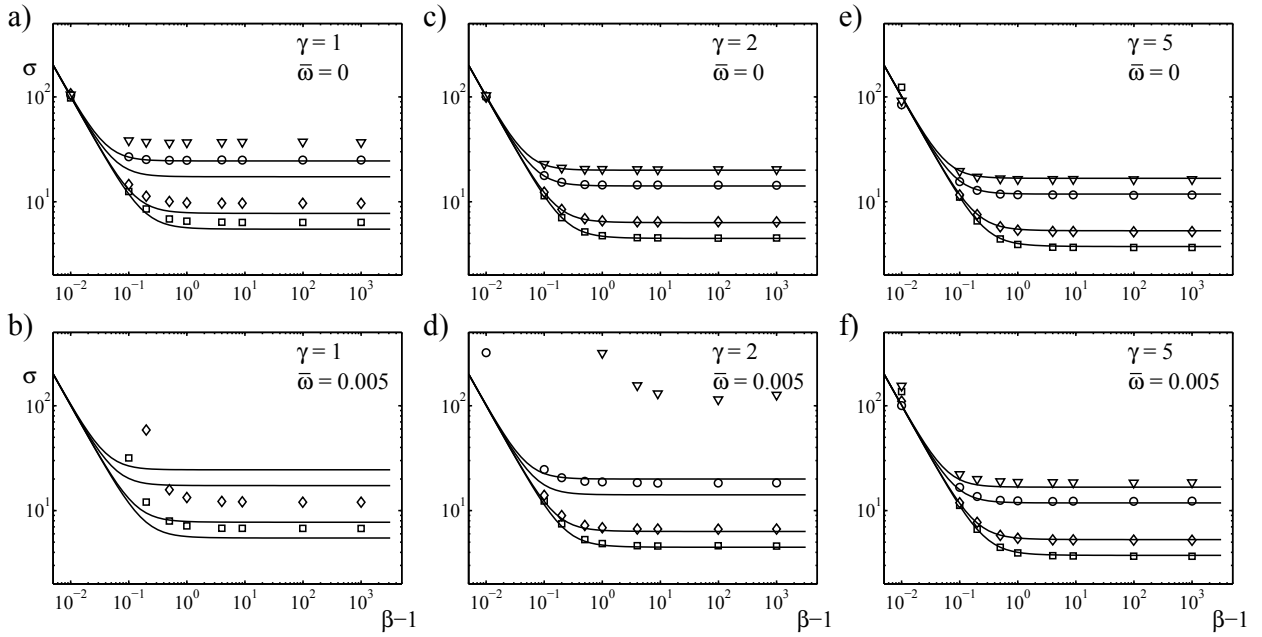 a)
γ = 1
ω̄ = 0
σ
10²
10¹
10⁻² 10⁻¹ 10⁰ 10¹ 10² 10³
c)
γ = 2
ω̄ = 0
10²
10¹
10⁻² 10⁻¹ 10⁰ 10¹ 10² 10³
e)
γ = 5
ω̄ = 0
10²
10¹
10⁻² 10⁻¹ 10⁰ 10¹ 10² 10³
b)
γ = 1
ω̄ = 0.005
σ
10²
10¹
10⁻² 10⁻¹ 10⁰ 10¹ 10² 10³
β−1
d)
γ = 2
ω̄ = 0.005
10²
10¹
10⁻² 10⁻¹ 10⁰ 10¹ 10² 10³
β−1
f)
γ = 5
ω̄ = 0.005
10²
10¹
10⁻² 10⁻¹ 10⁰ 10¹ 10² 10³
β−1